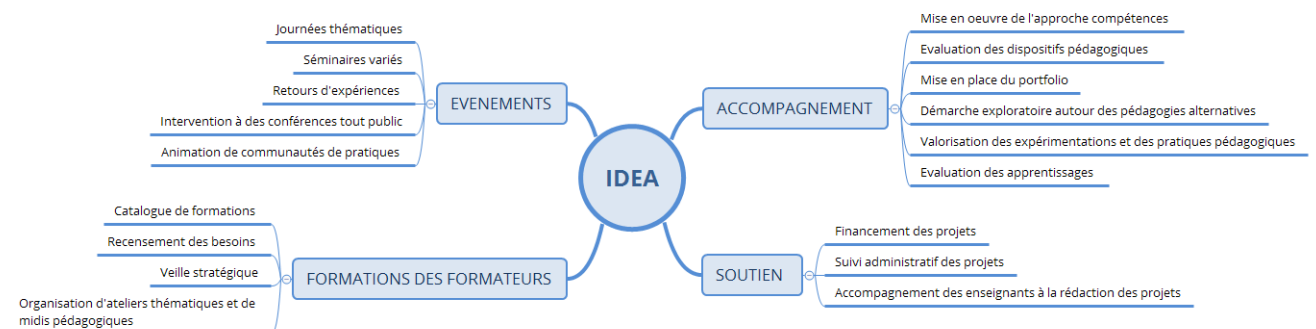 Journées thématiques
Séminaires variés
Retours d'expériences
Intervention à des conférences tout public
Animation de communautés de pratiques
EVENEMENTS
Catalogue de formations
Recensement des besoins
Veille stratégique
Organisation d'ateliers thématiques et de
midis pédagogiques
FORMATIONS DES FORMATEURS
IDEA
ACCOMPAGNEMENT
Mise en oeuvre de l'approche compétences
Evaluation des dispositifs pédagogiques
Mise en place du portfolio
Démarche exploratoire autour des pédagogies alternatives
Valorisation des expérimentations et des pratiques pédagogiques
Evaluation des apprentissages
SOUTIEN
Financement des projets
Suivi administratif des projets
Accompagnement des enseignants à la rédaction des projets